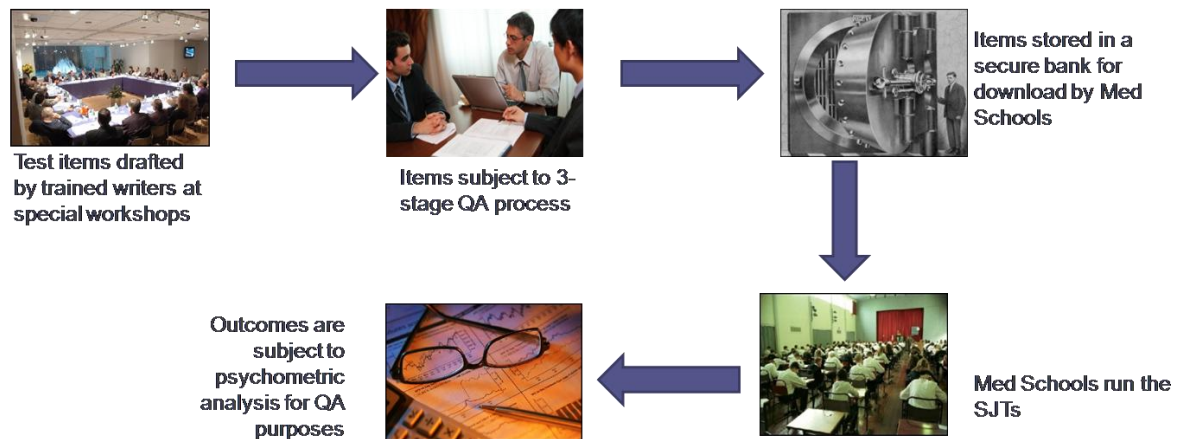 Test items drafted
by trained writers at
special workshops
Items subject to 3-
stage QA process
Items stored in a
secure bank for
download by Med
Schools
Med Schools run the
SJTs
Outcomes are
subject to
psychometric
analysis for QA
purposes